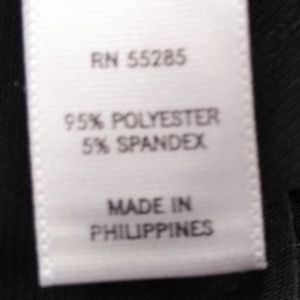 RN 55285
95% POLYESTER
5% SPANDEX
MADE IN
PHILIPPINES